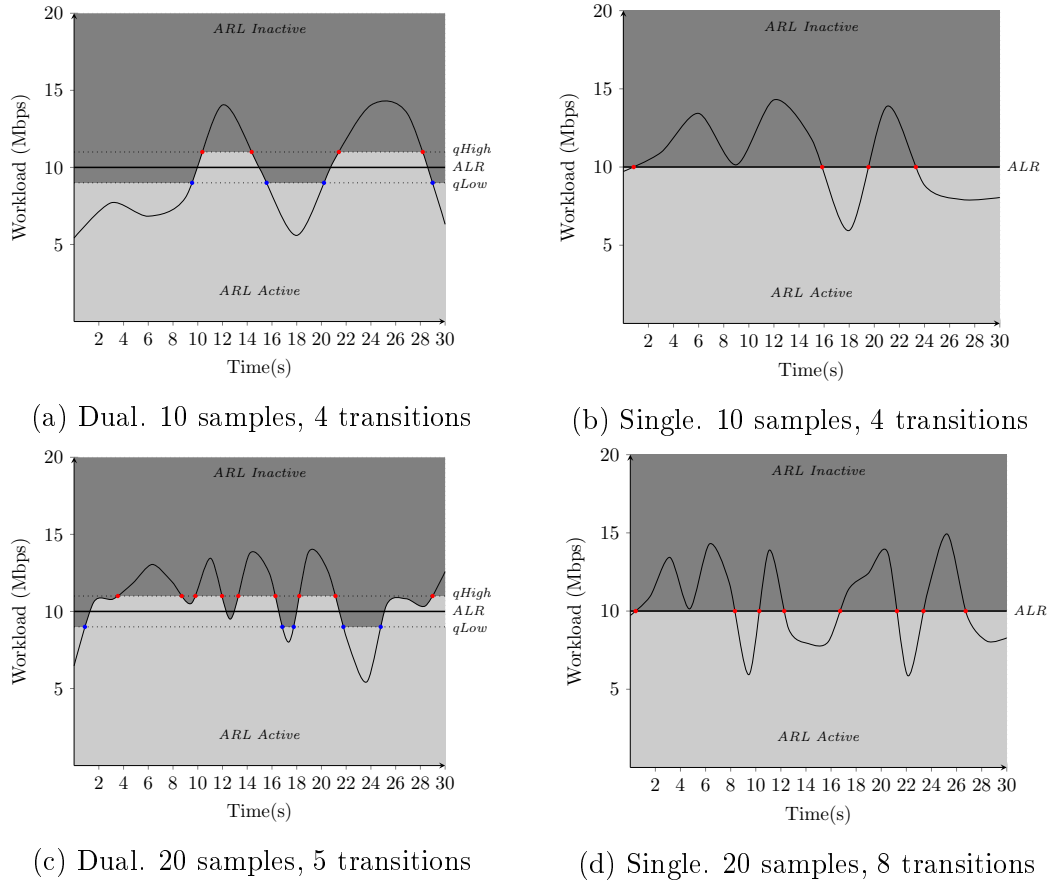 20
15
10
5
Workload (Mbps)
ARL Inactive
qHigh
ALR
qLow
ARL Active
2 4 6 8 10 12 14 16 18 20 22 24 26 28 30
Time(s)
(a) Dual. 10 samples, 4 transitions
20
15
10
5
Workload (Mbps)
ARL Inactive
ALR
ARL Active
2 4 6 8 10 12 14 16 18 20 22 24 26 28 30
Time(s)
(b) Single. 10 samples, 4 transitions
20
15
10
5
Workload (Mbps)
ARL Inactive
qHigh
ALR
qLow
ARL Active
2 4 6 8 10 12 14 16 18 20 22 24 26 28 30
Time(s)
(c) Dual. 20 samples, 5 transitions
20
15
10
5
Workload (Mbps)
ARL Inactive
ALR
ARL Active
2 4 6 8 10 12 14 16 18 20 22 24 26 28 30
Time(s)
(d) Single. 20 samples, 8 transitions